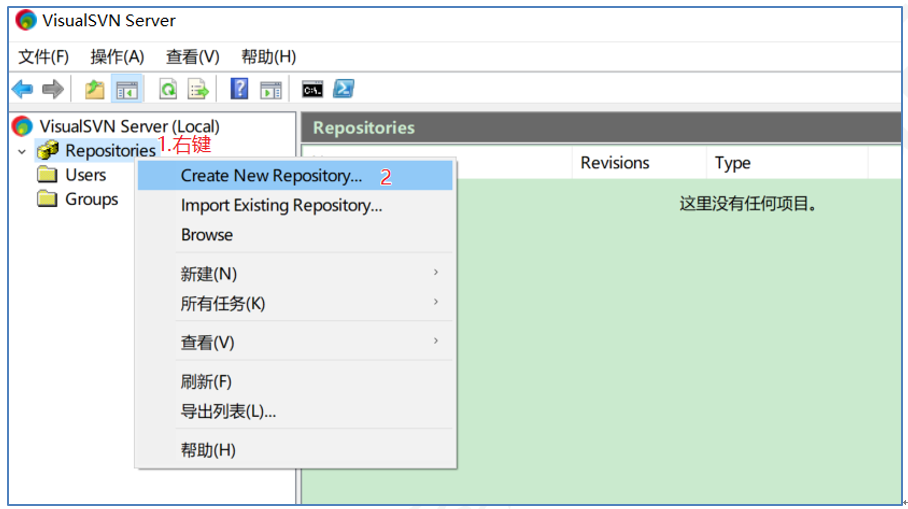 VisualSVN Server
文件(F) 操作(A) 查看(V) 帮助(H)
VisualSVN Server (Local)
Repositories
1.右键
Users
Groups
Repositories
Revisions Type
这里没有任何项目。
Create New Repository... 2
Import Existing Repository...
Browse
新建(N)
所有任务(K)
查看(V)
刷新(F)
导出列表(L)...
帮助(H)